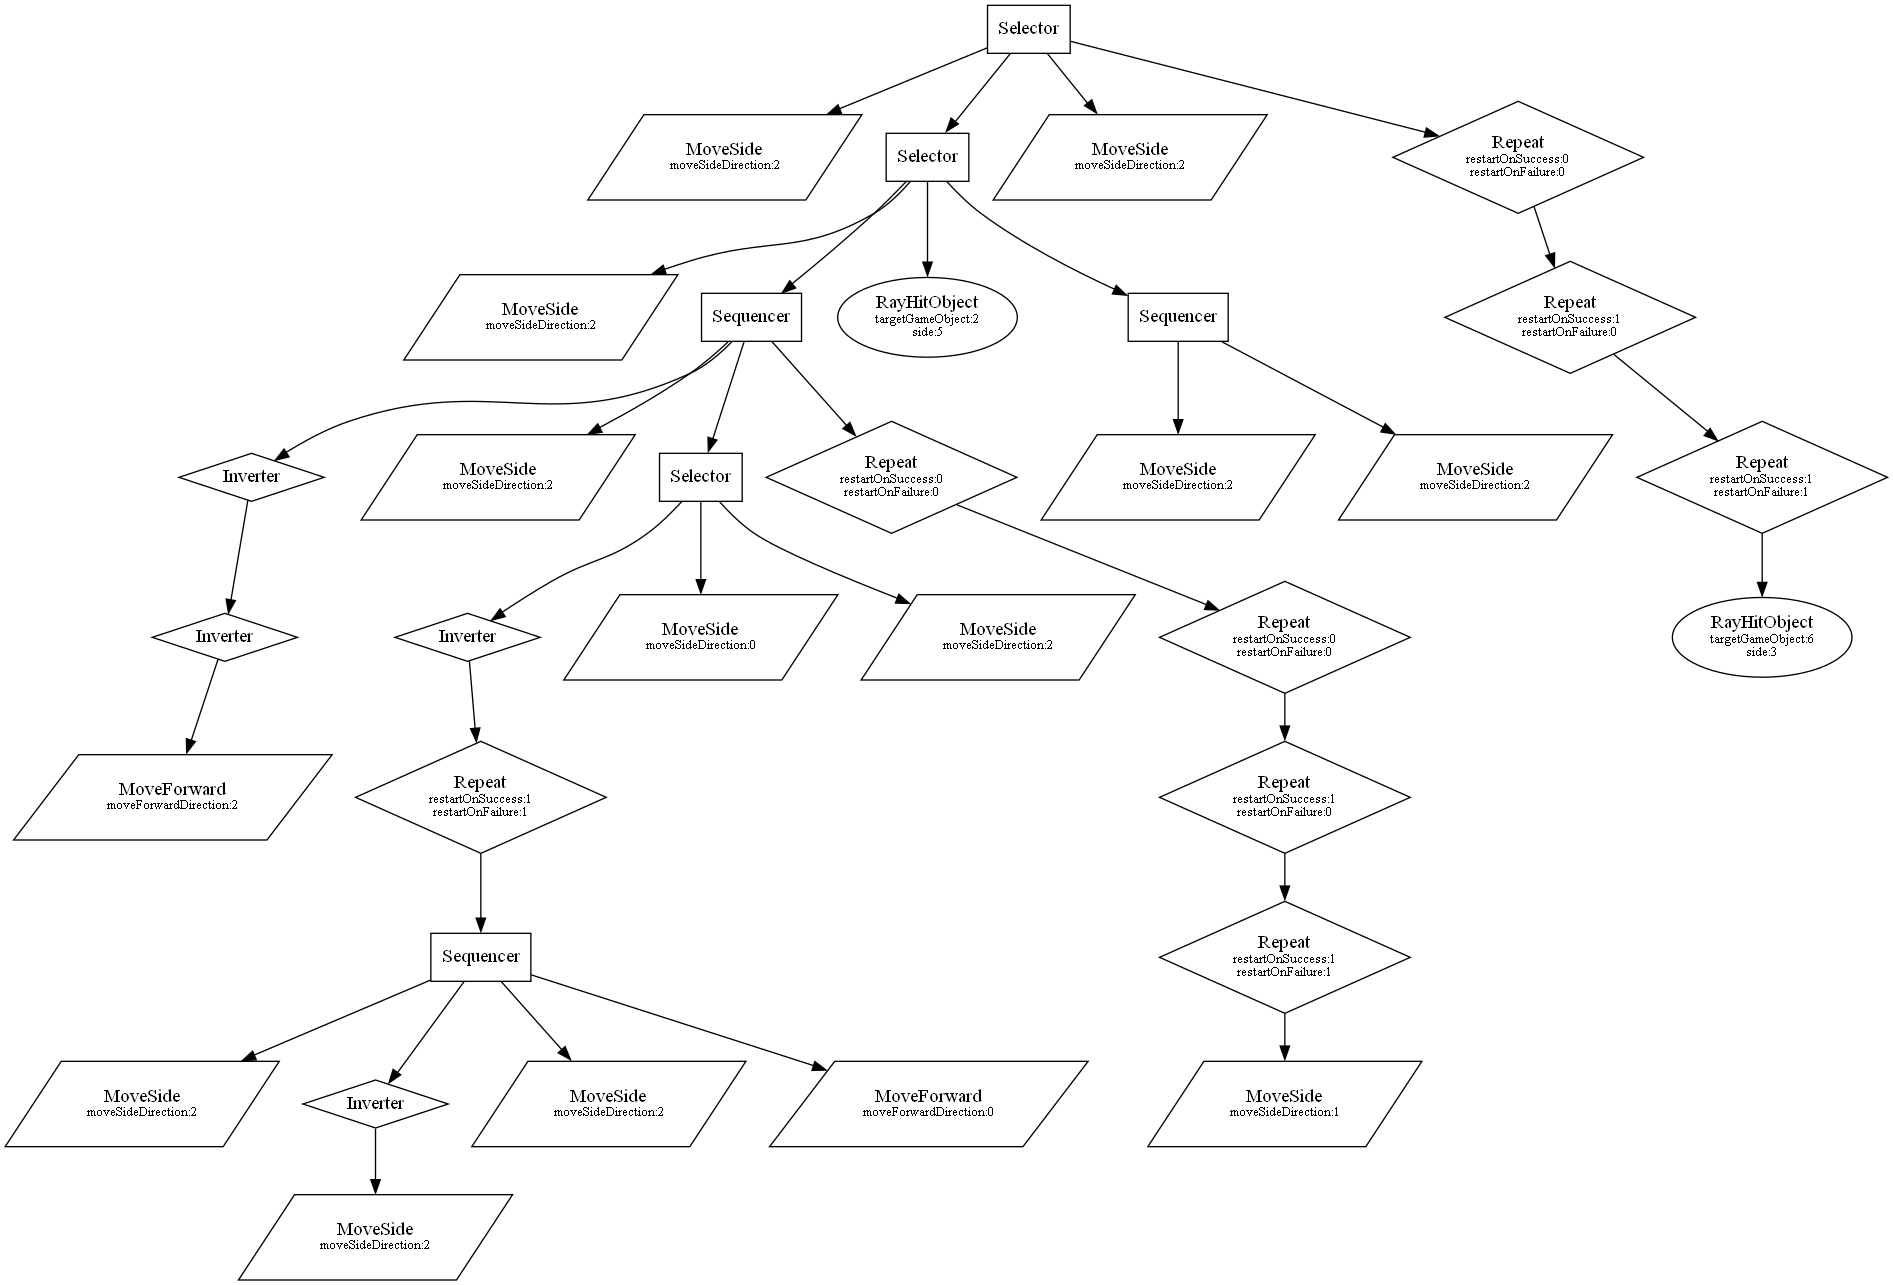 Selector
MoveSide
moveSideDirection:2
Selector
MoveSide
moveSideDirection:2
Repeat
restartOnSuccess:0
restartOnFailure:0
MoveSide
moveSideDirection:2
Sequencer
RayHitObject
targetGameObject:2
side:5
Sequencer
Repeat
restartOnSuccess:1
restartOnFailure:0
Inverter
MoveSide
moveSideDirection:2
Selector
Repeat
restartOnSuccess:0
restartOnFailure:0
MoveSide
moveSideDirection:2
MoveSide
moveSideDirection:2
Repeat
restartOnSuccess:1
restartOnFailure:1
Inverter
Inverter
MoveSide
moveSideDirection:0
MoveSide
moveSideDirection:2
Repeat
restartOnSuccess:0
restartOnFailure:0
RayHitObject
targetGameObject:6
side:3
MoveForward
moveForwardDirection:2
Repeat
restartOnSuccess:1
restartOnFailure:1
Repeat
restartOnSuccess:1
restartOnFailure:0
Sequencer
Repeat
restartOnSuccess:1
restartOnFailure:1
MoveSide
moveSideDirection:2
Inverter
MoveSide
moveSideDirection:2
MoveForward
moveForwardDirection:0
MoveSide
moveSideDirection:1
MoveSide
moveSideDirection:2